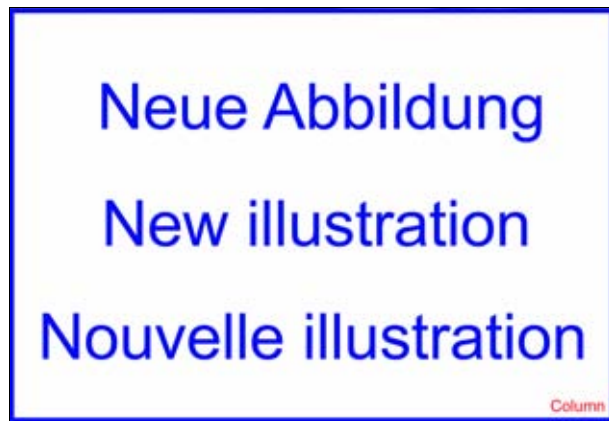 Neue Abbildung
New illustration
Nouvelle illustration
Column